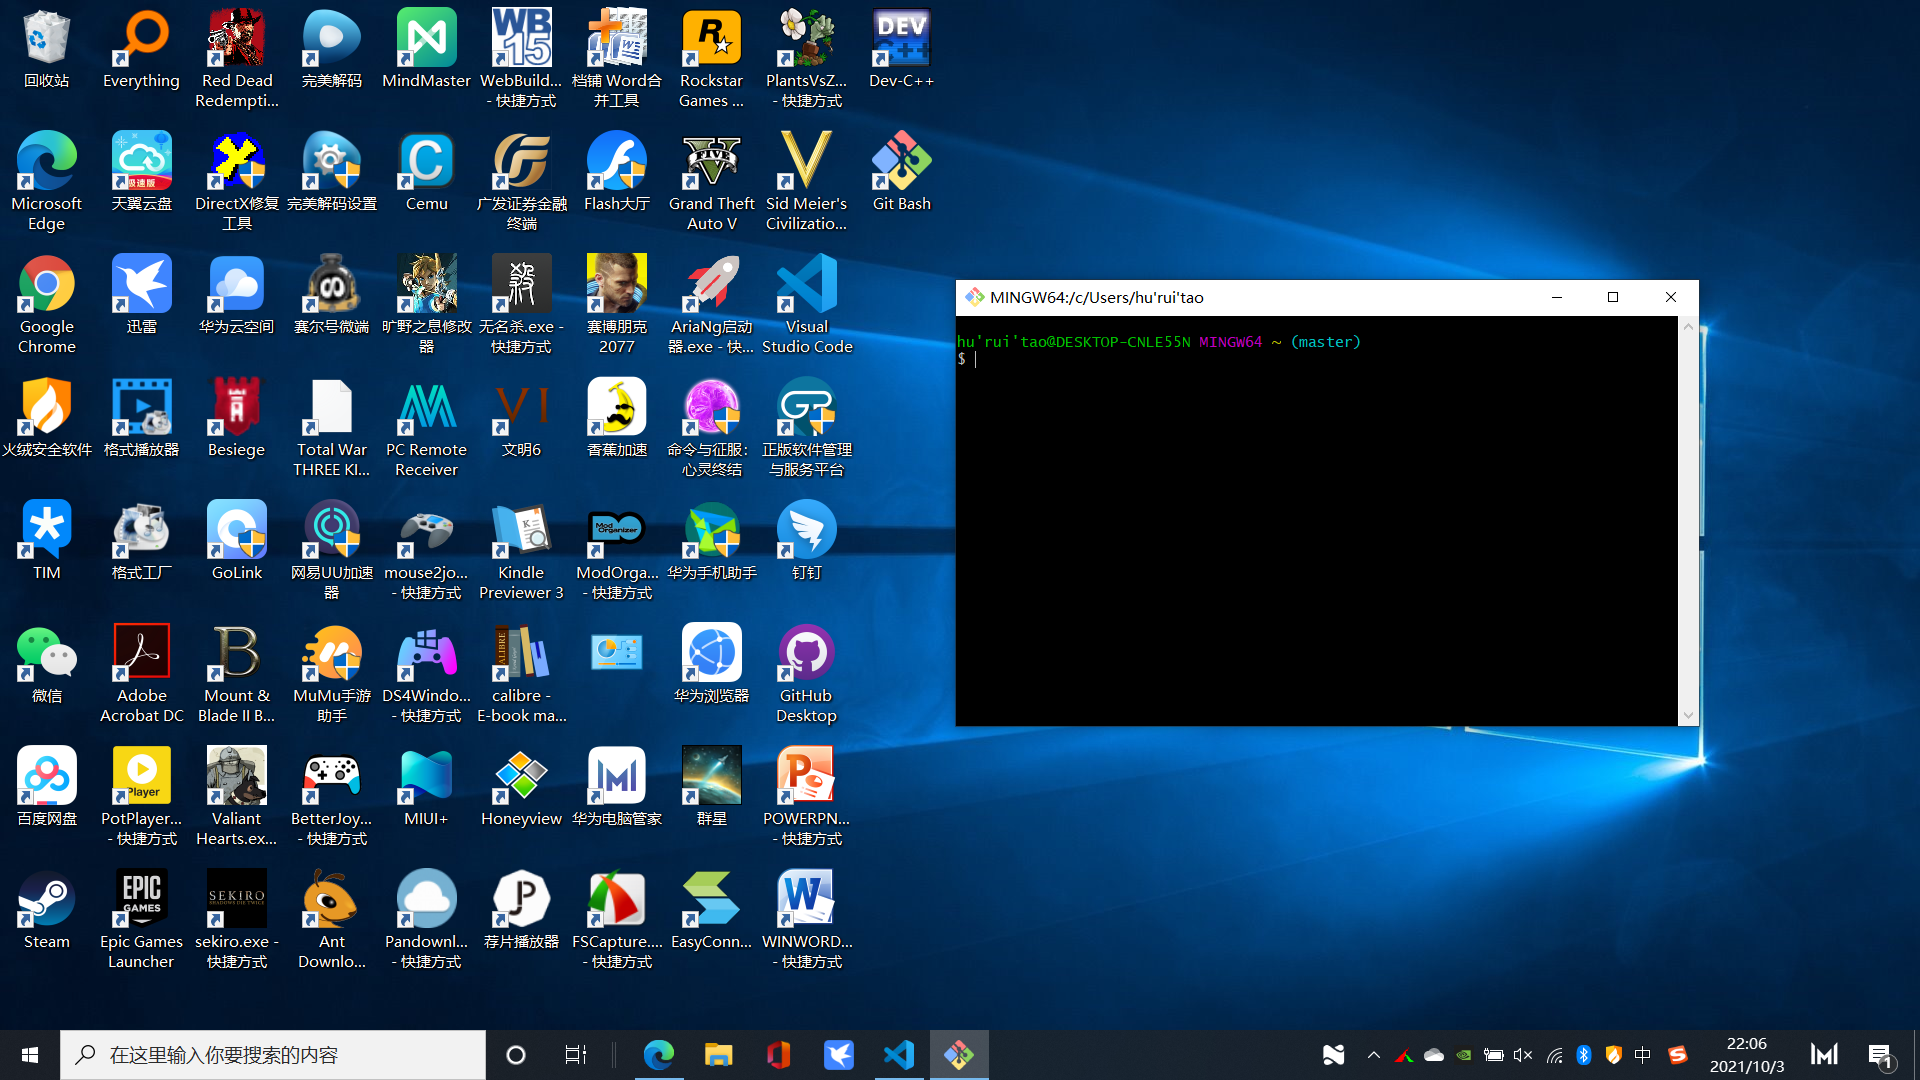 回收站
Everything
Red Dead
Redempti...
完美解码
MindMaster
WebBuild...
- 快捷方式
档铺 Word合
并工具
Rockstar
Games ...
PlantsVsZ...
- 快捷方式
Dev-C++
Microsoft
Edge
天翼云盘
DirectX修复
工具
完美解码设置
Cemu
广发证券金融
终端
Flash大厅
Grand Theft
Auto V
Sid Meier's
Civilizatio...
Git Bash
Google
Chrome
迅雷
华为云空间
赛尔号微端
旷野之息修改
器
无名杀.exe -
快捷方式
赛博朋克
2077
AriaNg启动
器.exe - 快...
Visual
Studio Code
火绒安全软件
格式播放器
Besiege
Total War
THREE KI...
PC Remote
Receiver
文明6
香蕉加速
命令与征服：
心灵终结
正版软件管理
与服务平台
TIM
格式工厂
GoLink
网易UU加速
器
mouse2jo...
- 快捷方式
Kindle
Previewer 3
ModOrga...
- 快捷方式
华为手机助手
钉钉
微信
Adobe
Acrobat DC
Mount &
Blade II B...
MuMu手游
助手
DS4Windo...
- 快捷方式
calibre -
E-book ma...
华为浏览器
GitHub
Desktop
百度网盘
PotPlayer...
- 快捷方式
Valiant
Hearts.ex...
BetterJoy...
- 快捷方式
MIUI+
Honeyview
华为电脑管家
群星
POWERPN...
- 快捷方式
Steam
Epic Games
Launcher
sekiro.exe -
快捷方式
Ant
Downlo...
Pandownl...
- 快捷方式
荐片播放器
FSCapture....
- 快捷方式
EasyConn...
WINWORD...
- 快捷方式
MINGW64:/c/Users/hu'rui'tao
hu'rui'tao@DESKTOP-CNLE55N MINGW64 ~ (master)
$
在这里输入你要搜索的内容
中
22:06
2021/10/3
1